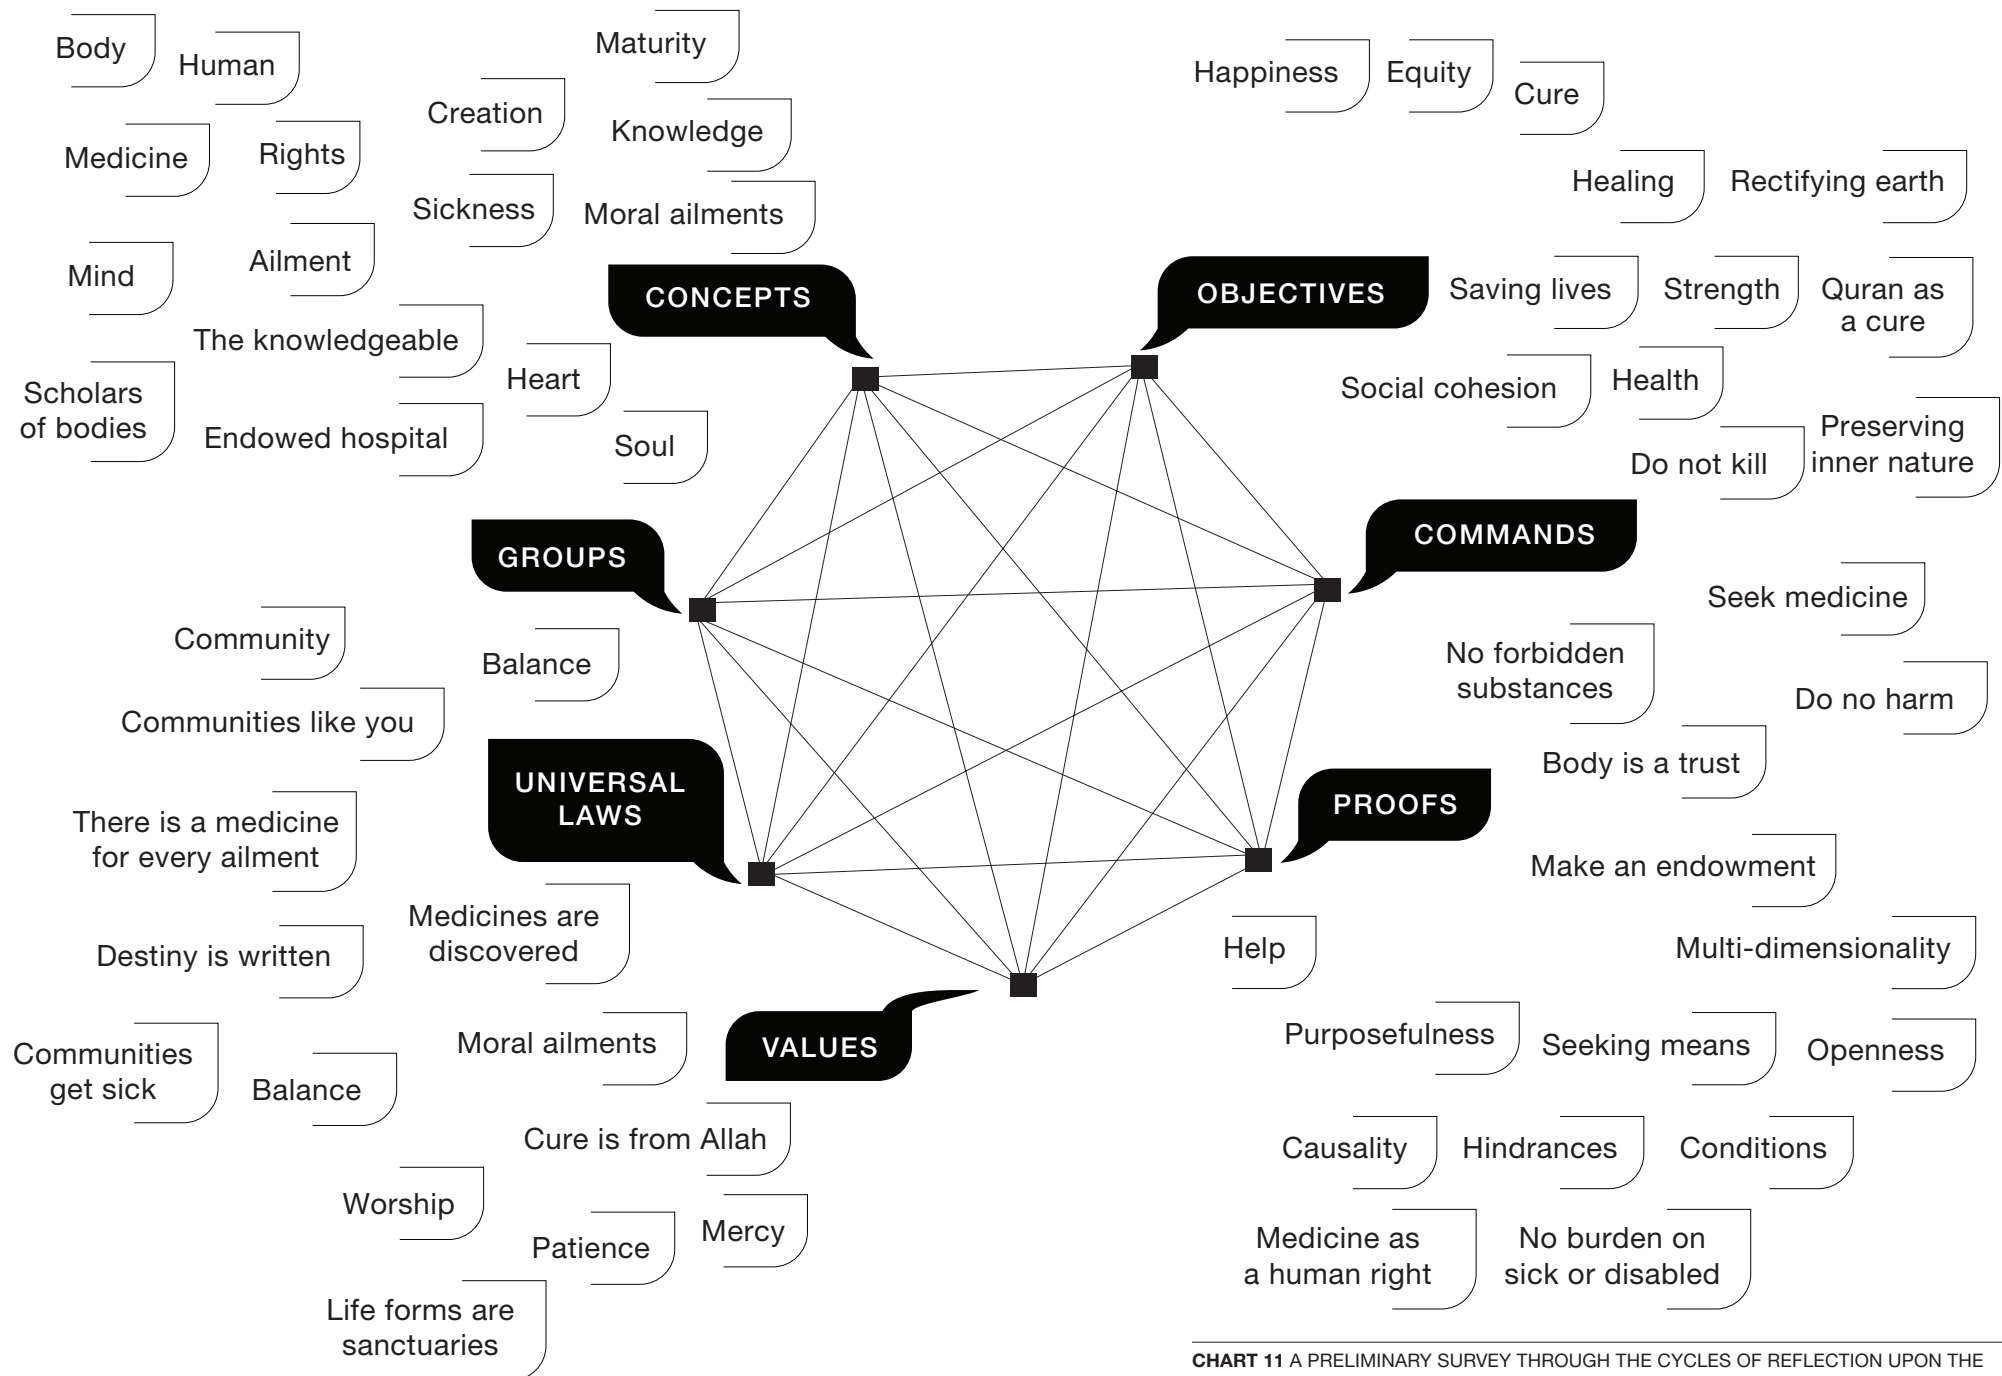 Body
Human
Medicine
Rights
Mind
Ailment
Creation
Sickness
Maturity
Knowledge
Moral ailments
The knowledgeable
Scholars
of bodies
Endowed hospital
Heart
Soul
CONCEPTS
OBJECTIVES
Happiness
Equity
Cure
Healing
Rectifying earth
Saving lives
Strength
Quran as
a cure
Social cohesion
Health
Preserving
inner nature
Do not kill
COMMANDS
Seek medicine
No forbidden
substances
Do no harm
Body is a trust
Make an endowment
PROOFS
Help
Multi-dimensionality
Purposefulness
Seeking means
Openness
Causality
Hindrances
Conditions
Medicine as
a human right
No burden on
sick or disabled
GROUPS
Community
Balance
Communities like you
UNIVERSAL
LAWS
There is a medicine
for every ailment
Medicines are
discovered
Destiny is written
Communities
get sick
Balance
Moral ailments
Cure is from Allah
VALUES
Worship
Patience
Mercy
Life forms are
sanctuaries
CHART 11 A PRELIMINARY SURVEY THROUGH THE CYCLES OF REFLECTION UPON THE